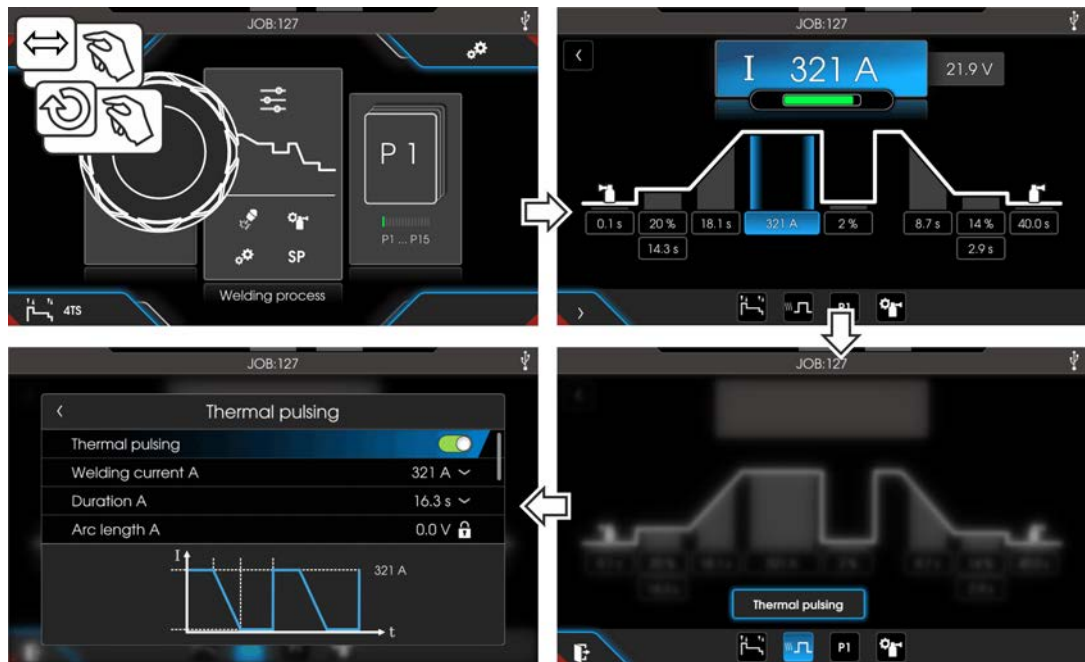 JOB:127
P 1
P1 ... P15
SP
Welding process
4TS
JOB:127
I 321 A
21.9 V
0.1 s 20 % 18.1 s 321 A 2 % 8.7 s 14 % 40.0 s
14.3 s 2.9 s
P1
JOB:127
Thermal pulsing
Thermal pulsing
Welding current A 321 A
Duration A 16.3 s
Arc length A 0.0 V
I
321 A
t
JOB:127
Thermal pulsing
P1